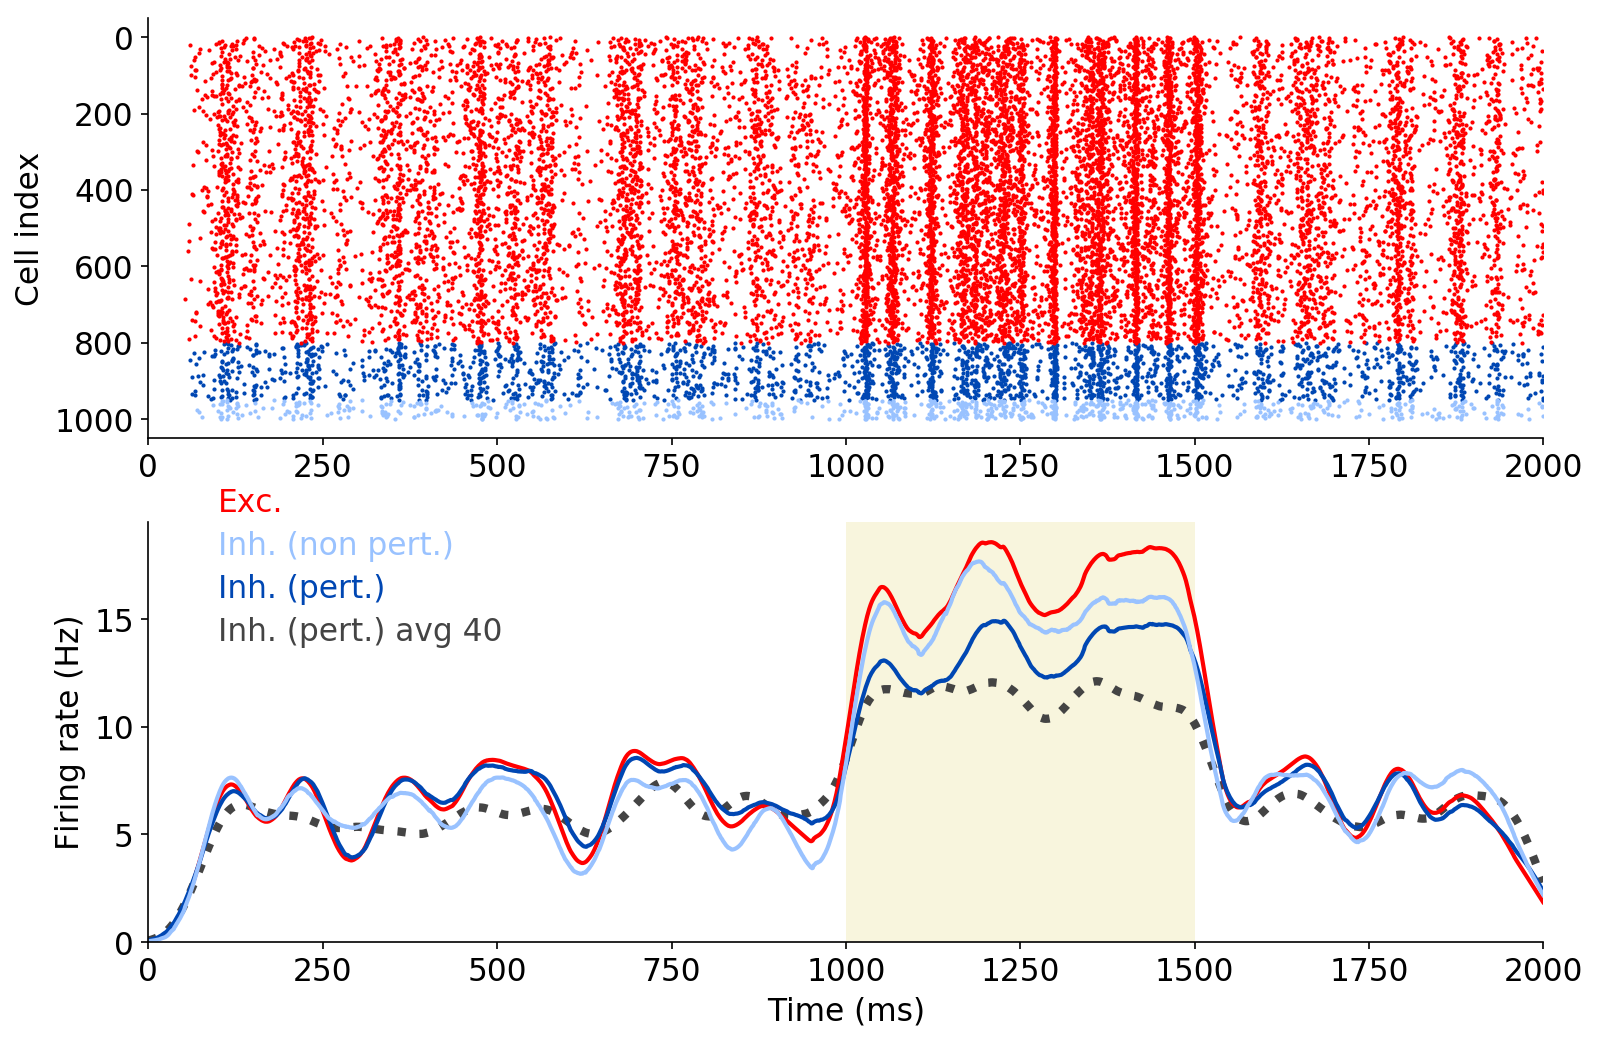 0
200
400
600
800
1000
Cell index
0 250 500 750 1000 1250 1500 1750 2000
Exc.
Inh. (non pert.)
Inh. (pert.)
Inh. (pert.) avg 40
15
10
5
0
Firing rate (Hz)
0 250 500 750 1000 1250 1500 1750 2000
Time (ms)